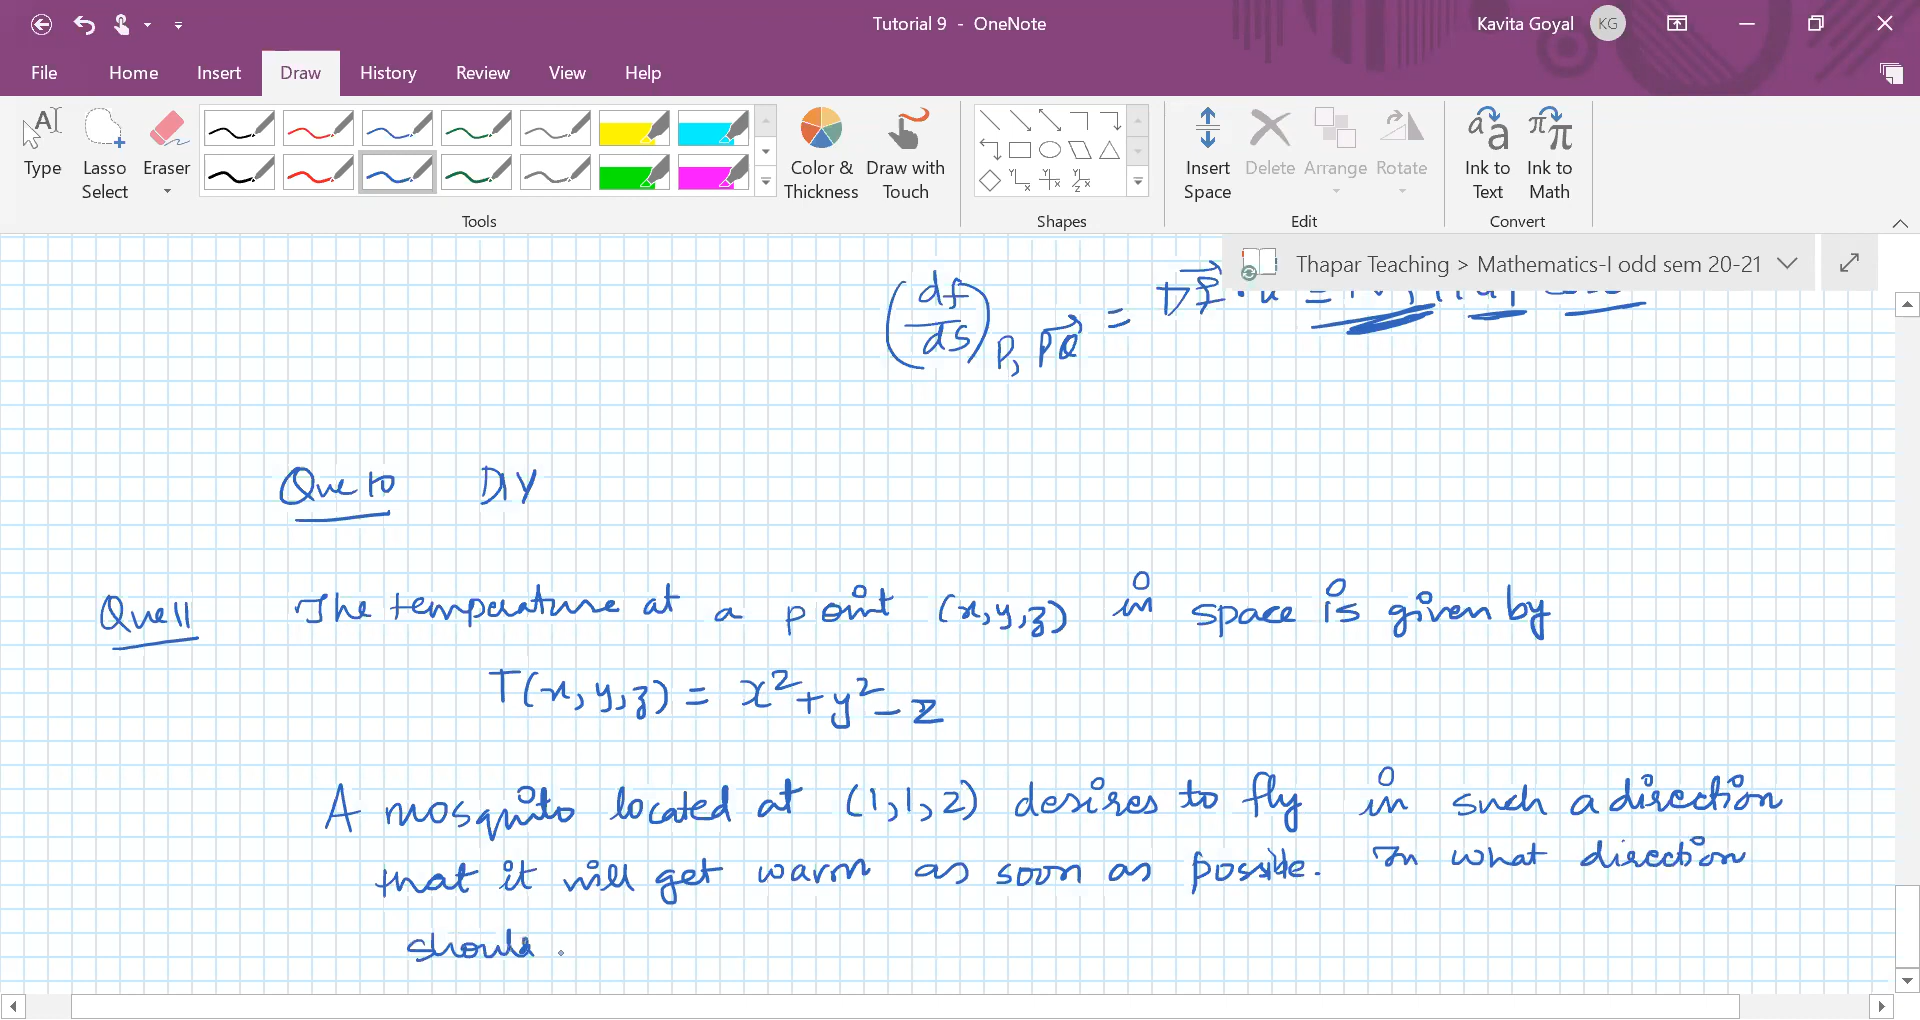 Tutorial 9 - OneNote
Kavita Goyal KG
File Home Insert Draw History Review View Help
Type
Lasso Select
Eraser
Color & Thickness
Draw with Touch
Insert Space
Delete
Arrange
Rotate
Ink to Text
Ink to Math
Tools
Shapes
Edit
Convert
Thapar Teaching > Mathematics-I odd sem 20-21
(df/ds) P, PQ =
Que 10 DIY
Que 11 The temperature at a point (x,y,z) in space is given by
T(x,y,z) = x² + y² - z
A mosquito located at (1,1,2) desires to fly in such a direction
that it will get warm as soon as possible. In what direction
should